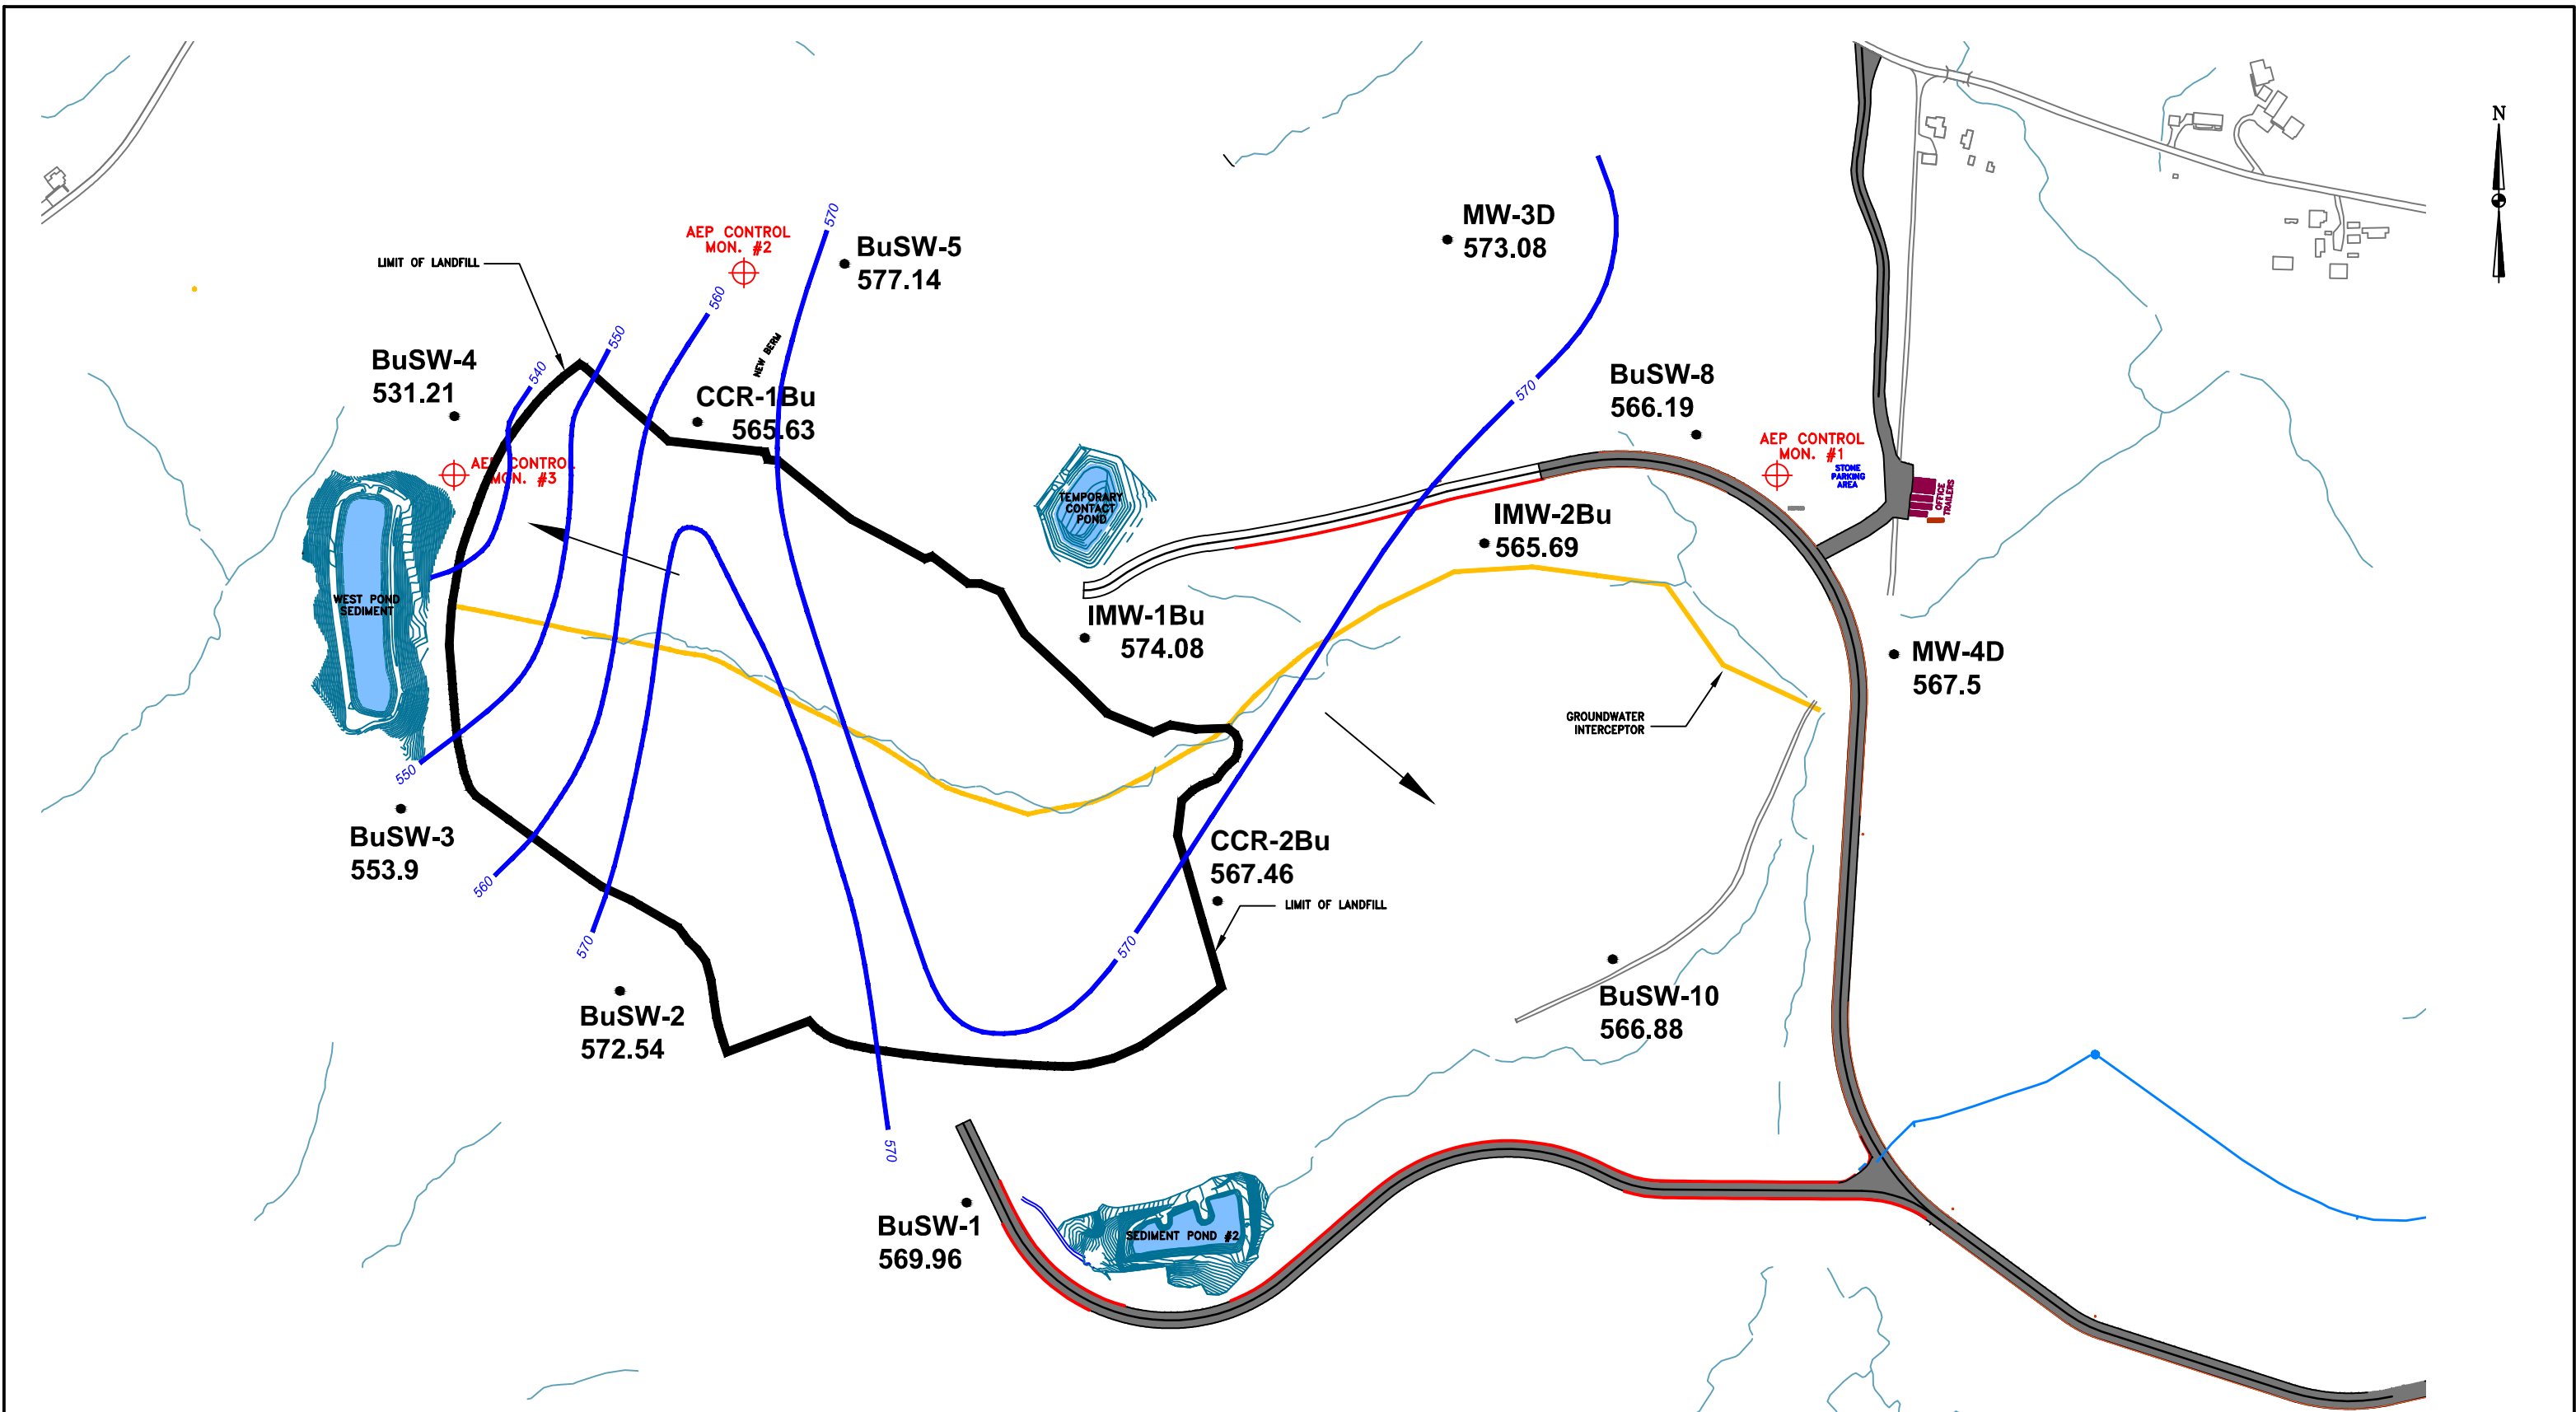 N
AEP CONTROL
MON. #2
570
BuSW-5
577.14
MW-3D
573.08
LIMIT OF LANDFILL
560
550
540
NEW BERM
BuSW-4
531.21
CCR-1Bu
565.63
570
BuSW-8
566.19
AEP CONTROL
MON. #3
AEP CONTROL
MON. #1
STONE
PARKING
AREA
OFFICE
TRAILERS
TEMPORARY
CONTACT
POND
IMW-2Bu
565.69
WEST POND
SEDIMENT
IMW-1Bu
574.08
MW-4D
567.5
GROUNDWATER
INTERCEPTOR
550
BuSW-3
553.9
560
CCR-2Bu
567.46
LIMIT OF LANDFILL
570
570
BuSW-2
572.54
BuSW-10
566.88
570
BuSW-1
569.96
SEDIMENT POND #2